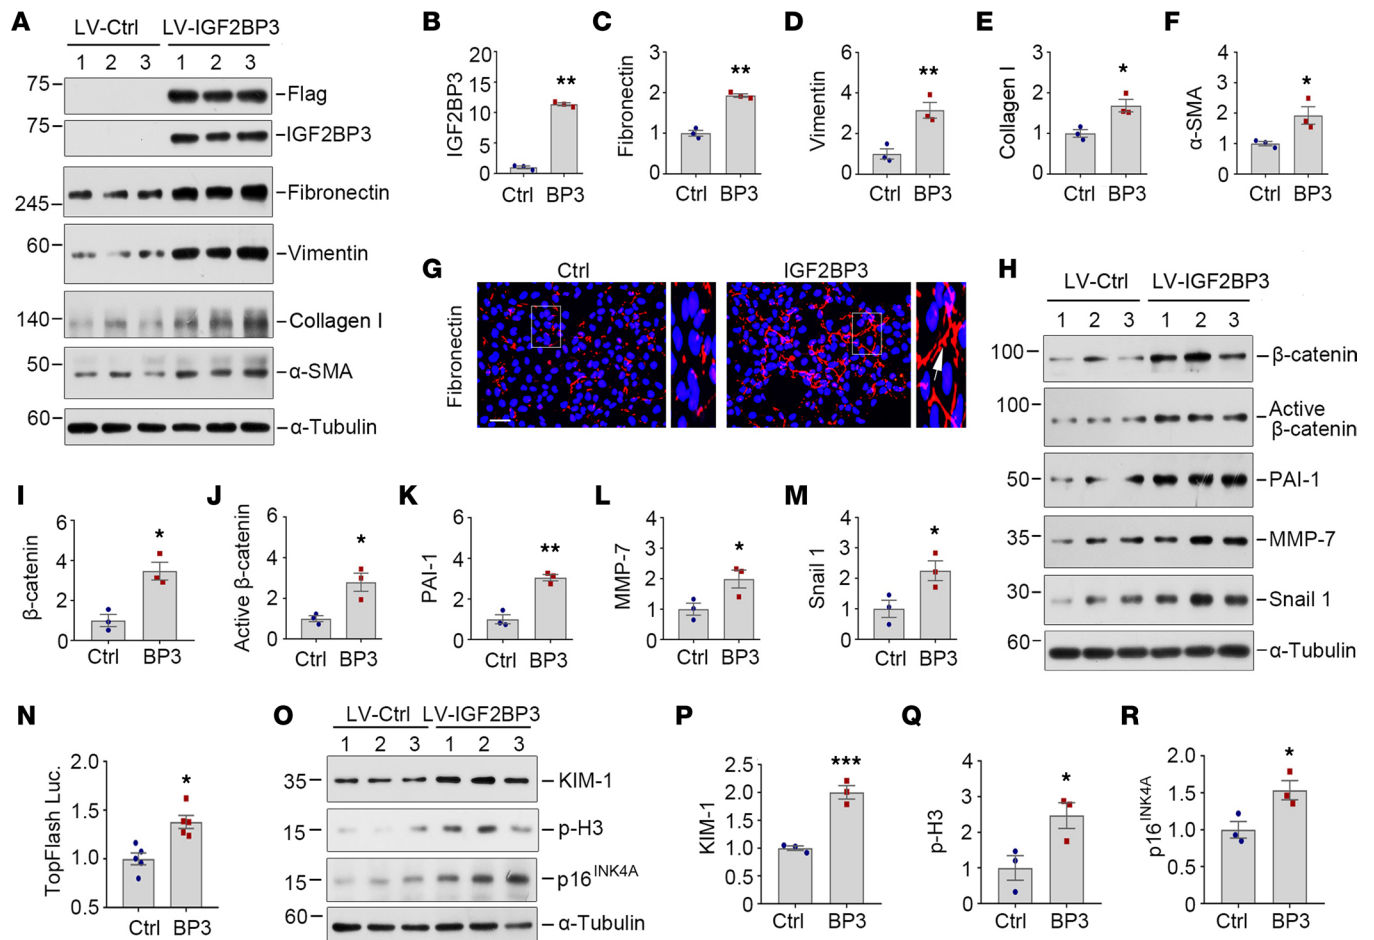 A
LV-Ctrl LV-IGF2BP3
1 2 3 1 2 3
75
Flag
75
IGF2BP3
Fibronectin
245
60
Vimentin
140
Collagen I
50
α-SMA
60
α-Tubulin
B
IGF2BP3
20
15
10
5
0
**
Ctrl BP3
C
Fibronectin
3
2
1
0
**
Ctrl BP3
D
Vimentin
6
4
2
0
**
Ctrl BP3
E
Collagen I
3
2
1
0
*
Ctrl BP3
F
α-SMA
4
3
2
1
0
*
Ctrl BP3
G
Ctrl IGF2BP3
Fibronectin
H
LV-Ctrl LV-IGF2BP3
1 2 3 1 2 3
100
β-catenin
100
Active
β-catenin
50
PAI-1
35
MMP-7
30
Snail 1
60
α-Tubulin
I
β-catenin
6
4
2
0
*
Ctrl BP3
J
Active β-catenin
6
4
2
0
*
Ctrl BP3
K
PAI-1
6
4
2
0
**
Ctrl BP3
L
MMP-7
4
3
2
1
0
*
Ctrl BP3
M
Snail 1
4
3
2
1
0
*
Ctrl BP3
N
TopFlash Luc.
2.0
1.5
1.0
0.5
*
Ctrl BP3
O
LV-Ctrl LV-IGF2BP3
1 2 3 1 2 3
35
KIM-1
15
p-H3
15
p16INK4A
60
α-Tubulin
P
KIM-1
2.5
2.0
1.5
1.0
0.5
0
***
Ctrl BP3
Q
p-H3
4
3
2
1
0
*
Ctrl BP3
R
p16INK4A
2.0
1.5
1.0
0.5
0
*
Ctrl BP3